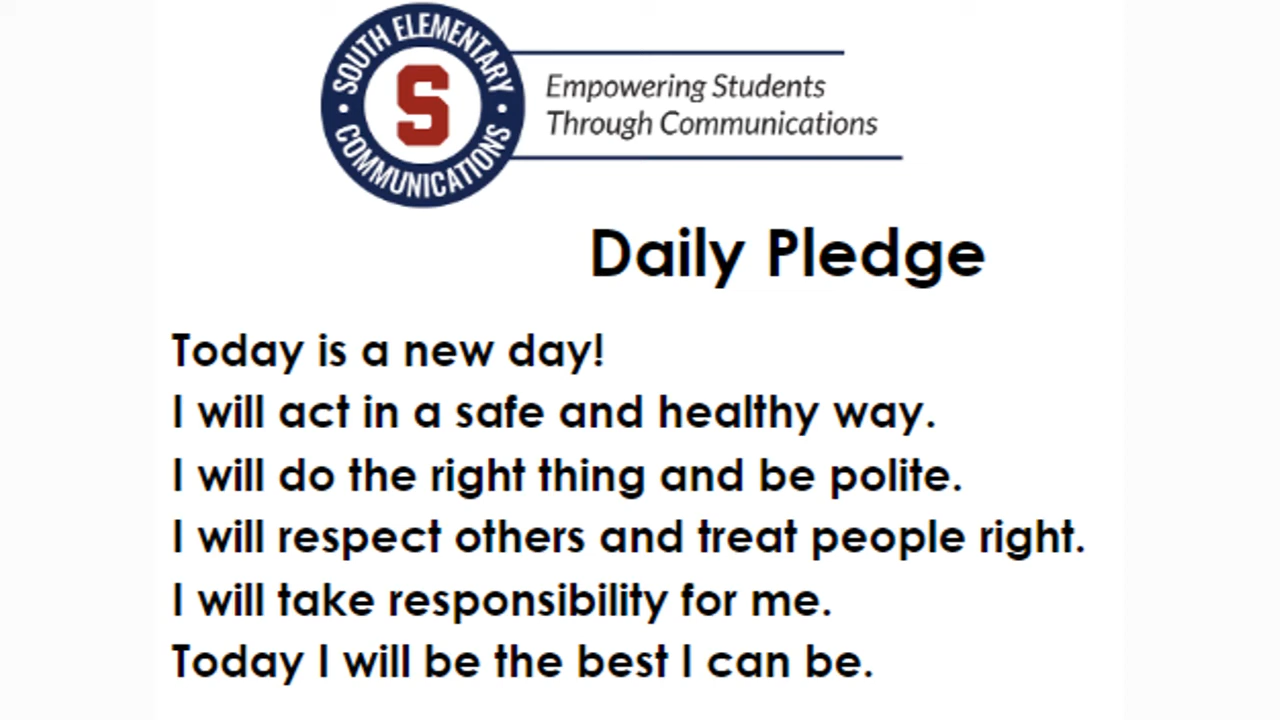 SOUTH ELEMENTARY
S
COMMUNICATIONS
Empowering Students
Through Communications
Daily Pledge
Today is a new day!
I will act in a safe and healthy way.
I will do the right thing and be polite.
I will respect others and treat people right.
I will take responsibility for me.
Today I will be the best I can be.